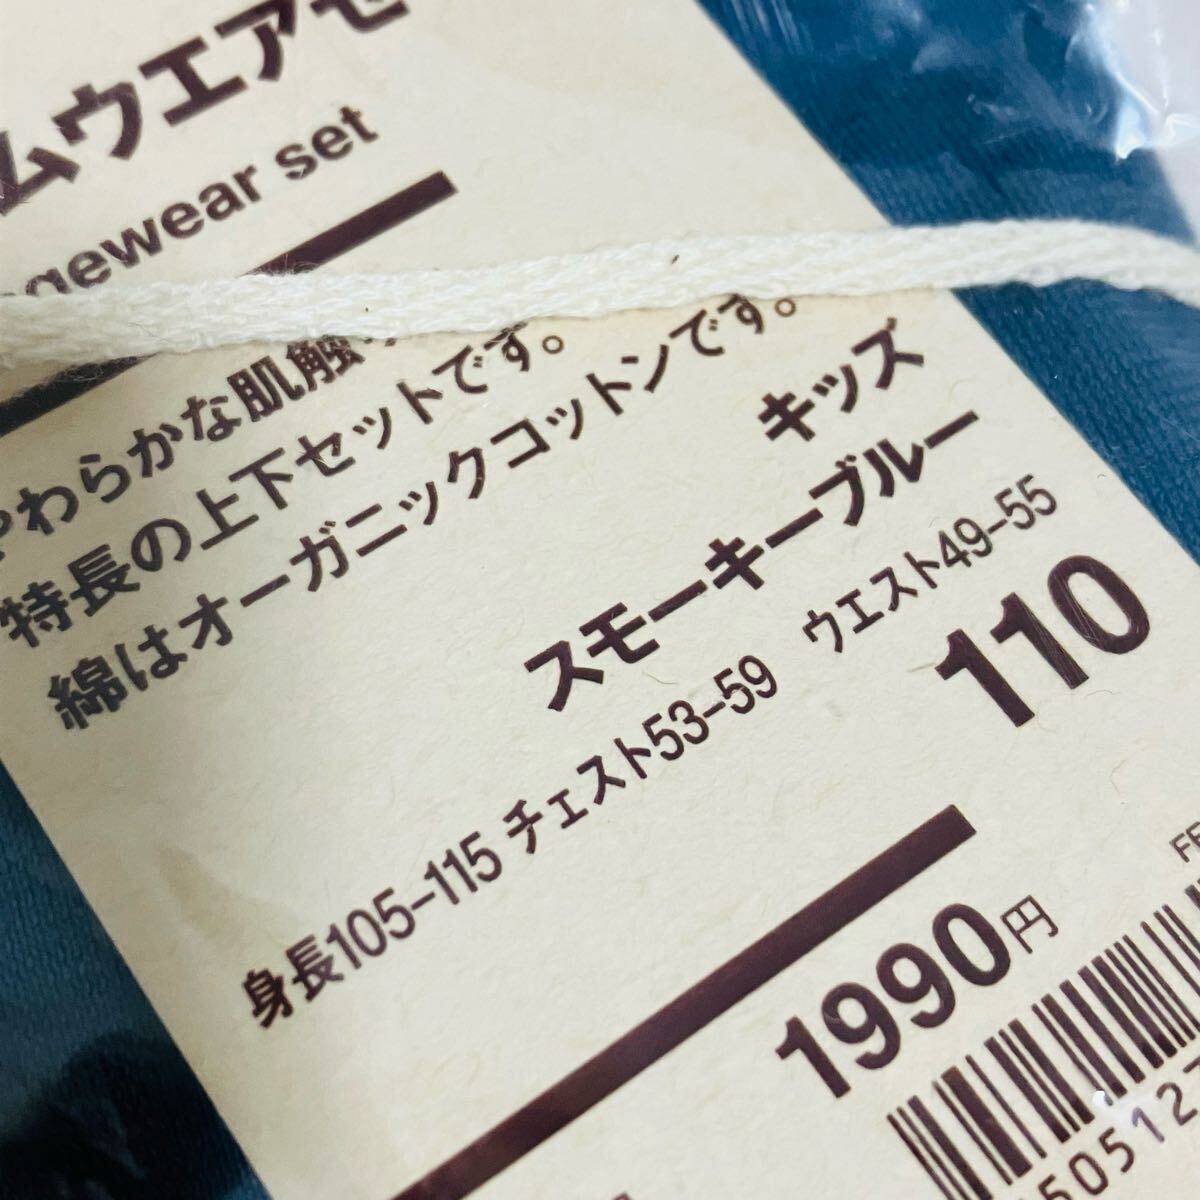 ムウエアセ
gewear set
やわらかな肌触り
特長の上下セットです。
綿はオーガニックコットンです。
キッズ
スモーキーブルー
身長105-115 チェスト53-59 ウエスト49-55
110
1990円